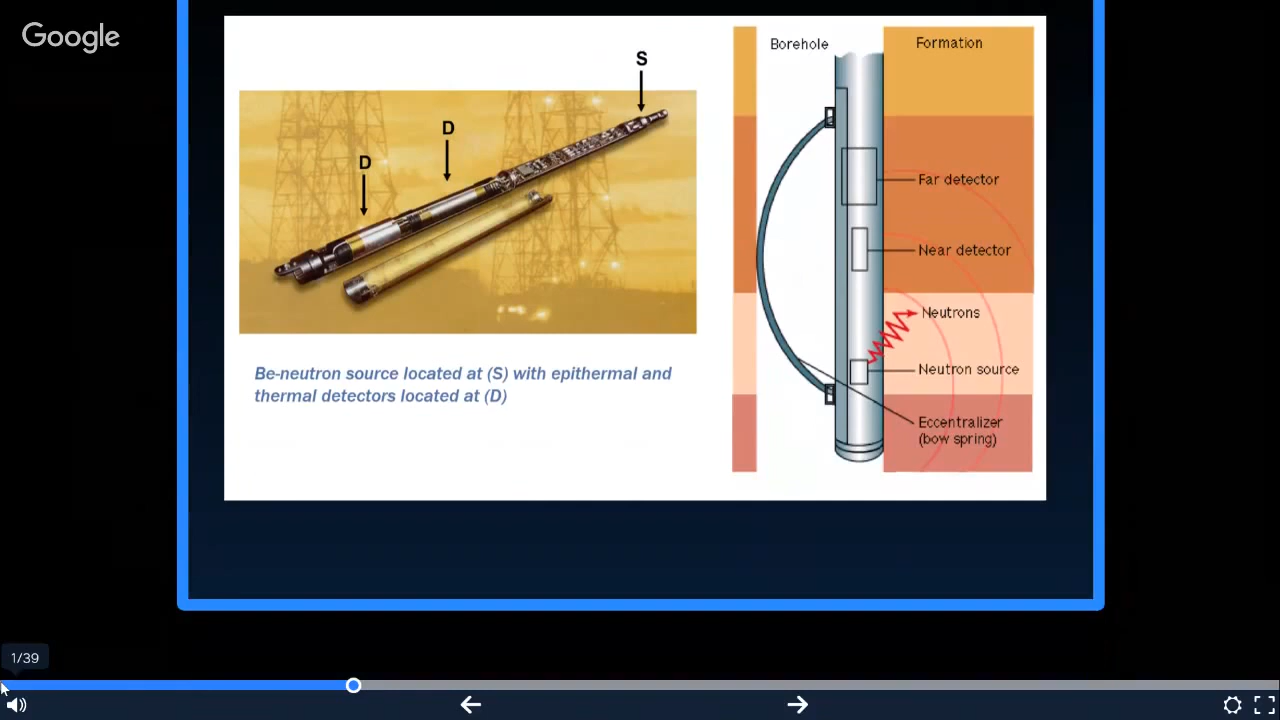 Google
S
D
D
Be-neutron source located at (S) with epithermal and
thermal detectors located at (D)
Borehole
Formation
Far detector
Near detector
Neutrons
Neutron source
Eccentralizer
(bow spring)
1/39